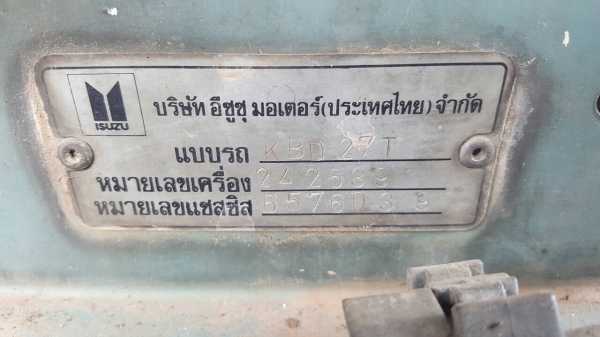 ISUZU
บริษัท อีซูซุ มอเตอร์(ประเทศไทย) จำกัด
แบบรถ KBD 27T
หมายเลขเครื่อง 242639
หมายเลขแชสซิส